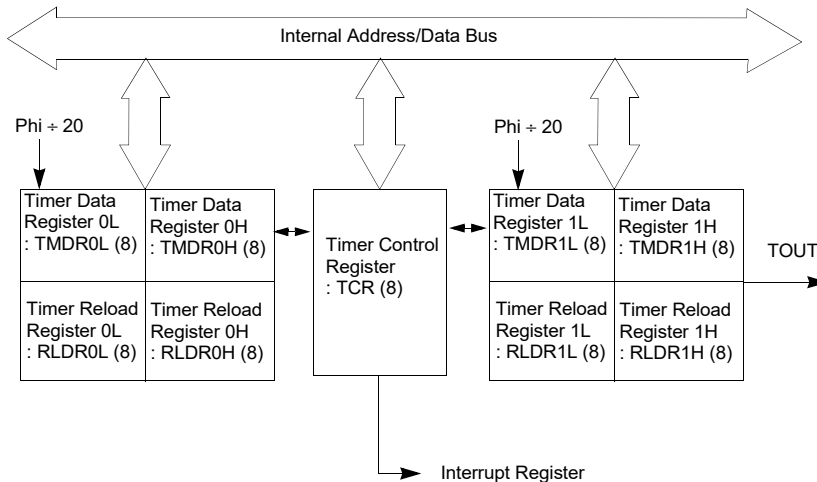 Internal Address/Data Bus
Phi ÷ 20
Phi ÷ 20
Timer Data
Register 0L
: TMDR0L (8)
Timer Data
Register 0H
: TMDR0H (8)
Timer Reload
Register 0L
: RLDR0L (8)
Timer Reload
Register 0H
: RLDR0H (8)
Timer Control
Register
: TCR (8)
Timer Data
Register 1L
: TMDR1L (8)
Timer Data
Register 1H
: TMDR1H (8)
Timer Reload
Register 1L
: RLDR1L (8)
Timer Reload
Register 1H
: RLDR1H (8)
TOUT
Interrupt Register